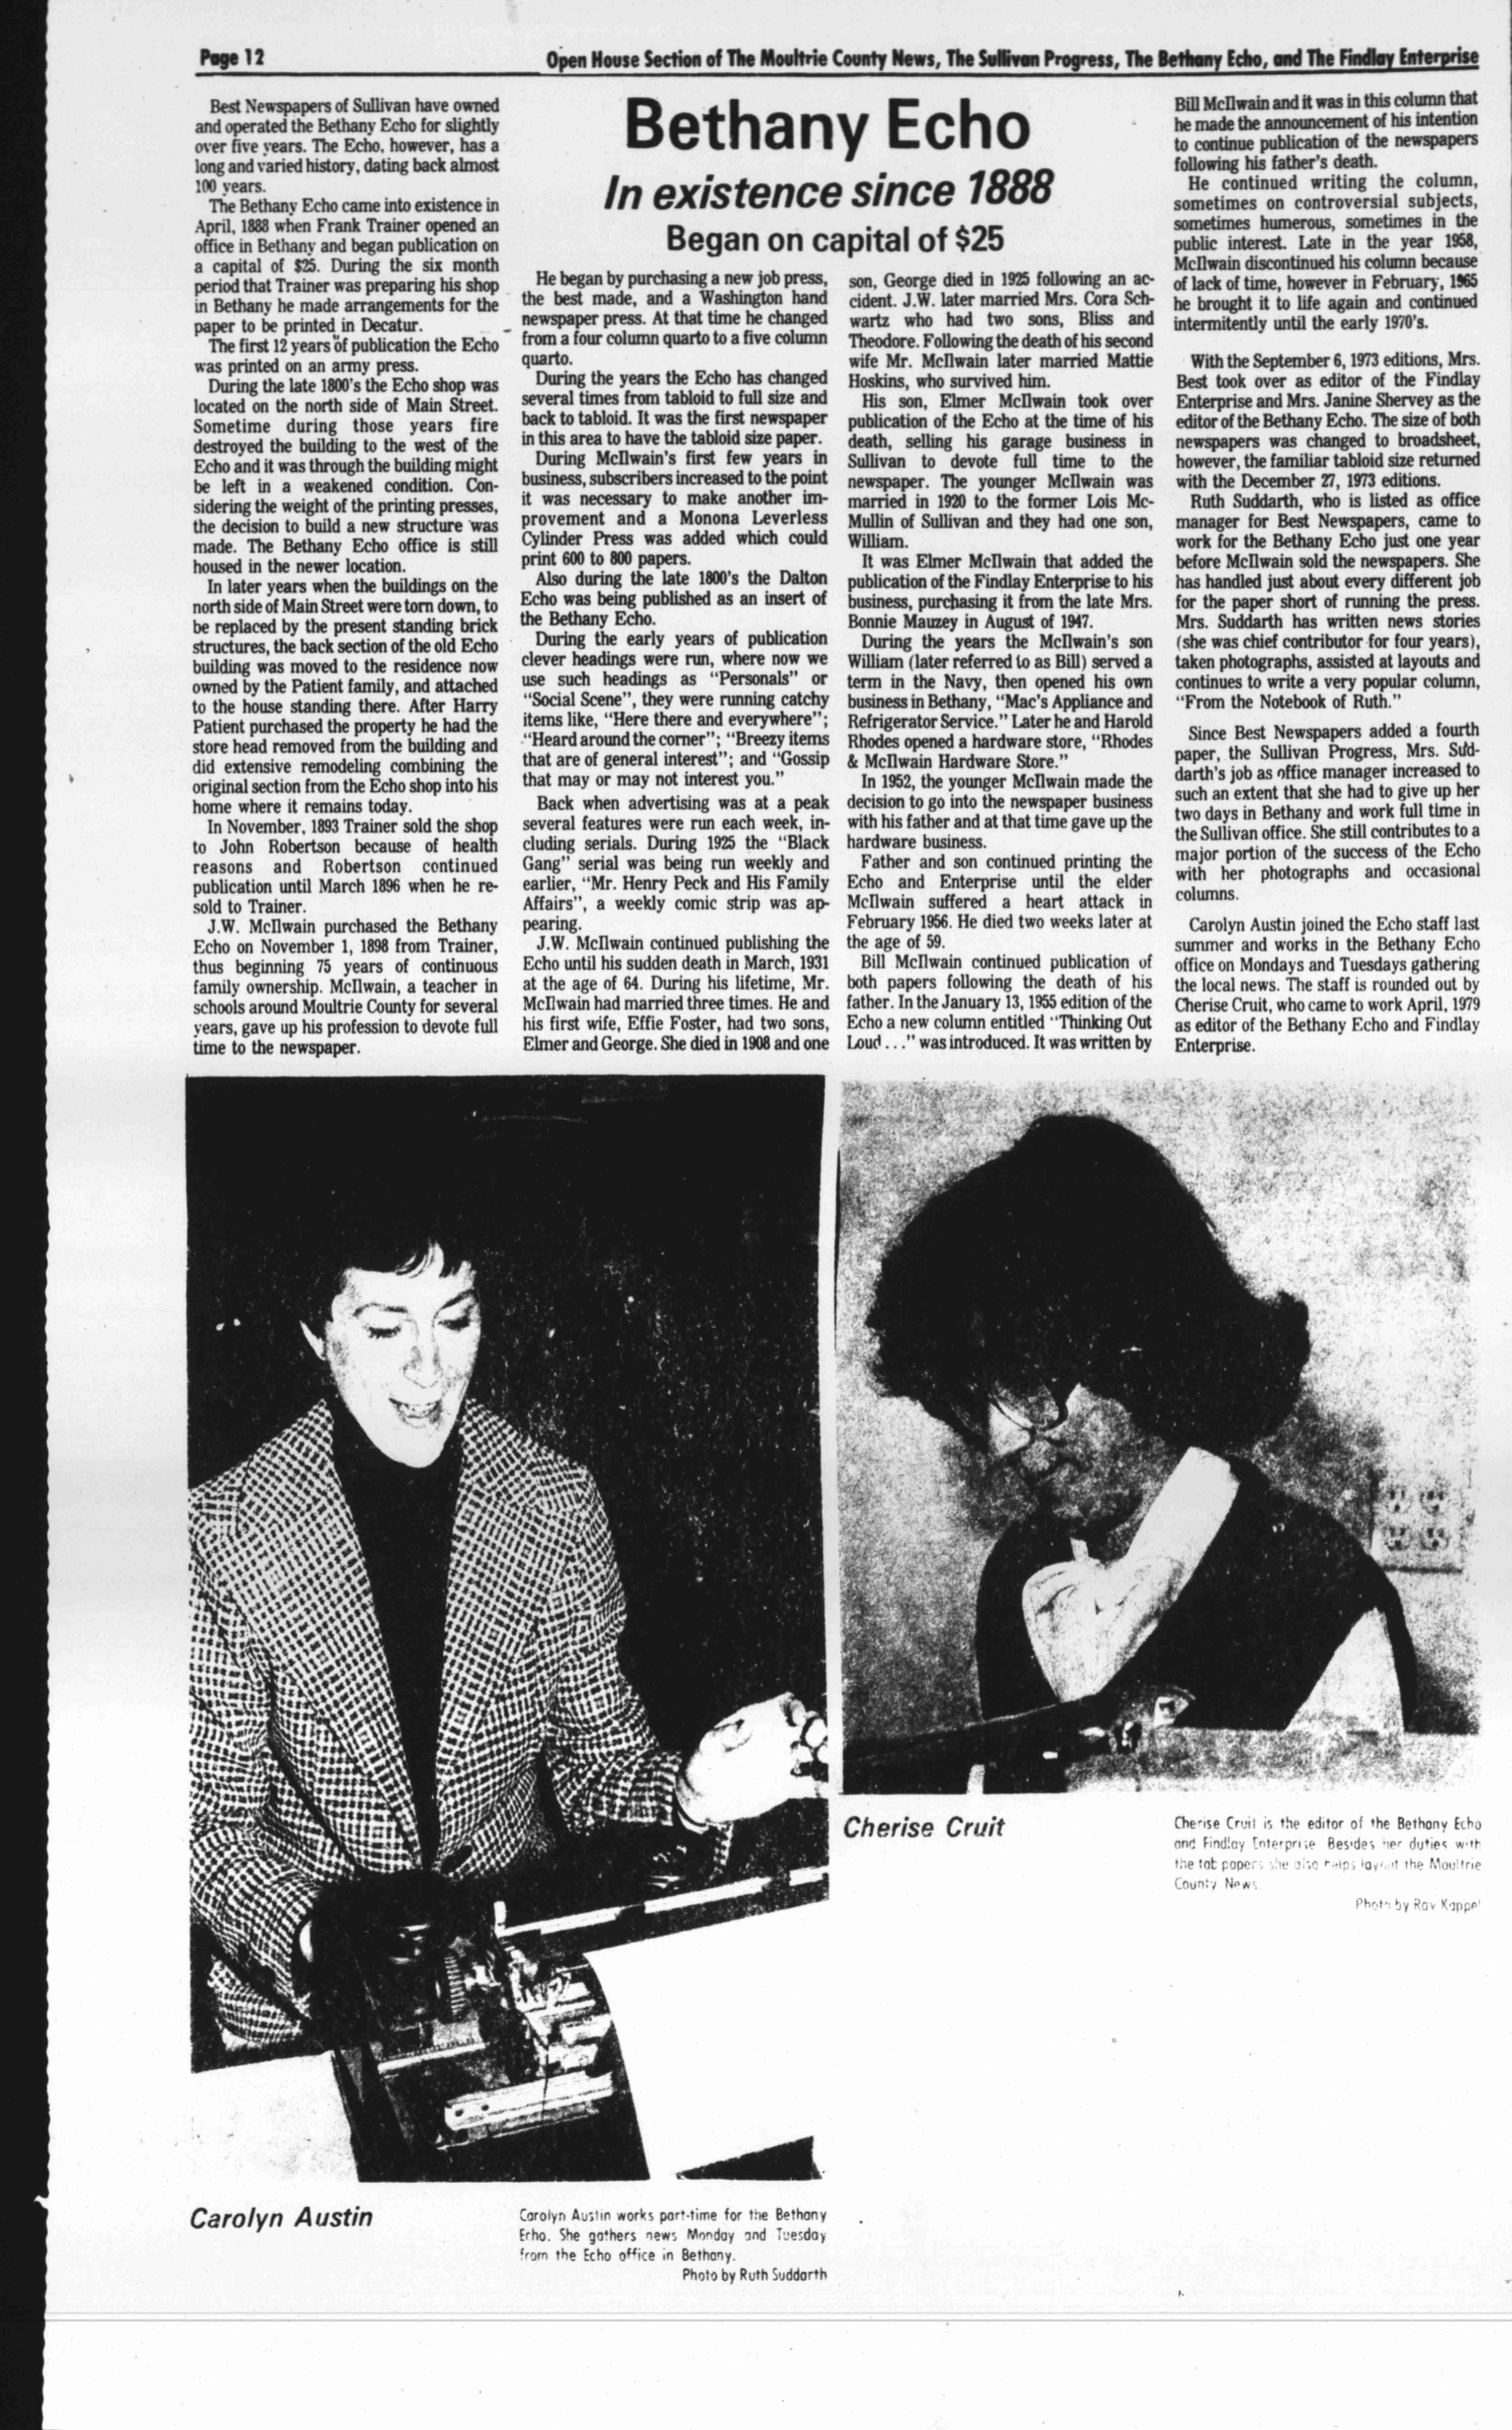 Page 12
Open House Section of The Moultrie County News, The Sullivan Progress, The Bethany Echo, and The Findlay Enterprise
Bethany Echo
In existence since 1888
Began on capital of $25
Best Newspapers of Sullivan have owned
and operated the Bethany Echo for slightly
over five years. The Echo, however, has a
long and varied history, dating back almost
100 years.
The Bethany Echo came into existence in
April, 1888 when Frank Trainer opened an
office in Bethany and began publication on
a capital of $25. During the six month
period that Trainer was preparing his shop
in Bethany he made arrangements for the
paper to be printed in Decatur.
The first 12 years of publication the Echo
was printed on an army press.
During the late 1800's the Echo shop was
located on the north side of Main Street.
Sometime during those years fire
destroyed the building to the west of the
Echo and it was through the building might
be left in a weakened condition. Con-
sidering the weight of the printing presses,
the decision to build a new structure was
made. The Bethany Echo office is still
housed in the newer location.
In later years when the buildings on the
north side of Main Street were torn down, to
be replaced by the present standing brick
structures, the back section of the old Echo
building was moved to the residence now
owned by the Patient family, and attached
to the house standing there. After Harry
Patient purchased the property he had the
store head removed from the building and
did extensive remodeling combining the
original section from the Echo shop into his
home where it remains today.
In November, 1893 Trainer sold the shop
to John Robertson because of health
reasons and Robertson continued
publication until March 1896 when he re-
sold to Trainer.
J.W. McIlwain purchased the Bethany
Echo on November 1, 1898 from Trainer,
thus beginning 75 years of continuous
family ownership. McIlwain, a teacher in
schools around Moultrie County for several
years, gave up his profession to devote full
time to the newspaper.
He began by purchasing a new job press,
the best made, and a Washington hand
newspaper press. At that time he changed
from a four column quarto to a five column
quarto.
During the years the Echo has changed
several times from tabloid to full size and
back to tabloid. It was the first newspaper
in this area to have the tabloid size paper.
During McIlwain's first few years in
business, subscribers increased to the point
it was necessary to make another im-
provement and a Monona Leverless
Cylinder Press was added which could
print 600 to 800 papers.
Also during the late 1800's the Dalton
Echo was being published as an insert of
the Bethany Echo.
During the early years of publication
clever headings were run, where now we
use such headings as "Personals" or
"Social Scene", they were running catchy
items like, "Here there and everywhere";
"Heard around the corner"; "Breezy items
that are of general interest"; and "Gossip
that may or may not interest you."
Back when advertising was at a peak
several features were run each week, in-
cluding serials. During 1925 the "Black
Gang" serial was being run weekly and
earlier, "Mr. Henry Peck and His Family
Affairs", a weekly comic strip was ap-
pearing.
J.W. McIlwain continued publishing the
Echo until his sudden death in March, 1931
at the age of 64. During his lifetime, Mr.
McIlwain had married three times. He and
his first wife, Effie Foster, had two sons,
Elmer and George. She died in 1908 and one
son, George died in 1925 following an ac-
cident. J.W. later married Mrs. Cora Sch-
wartz who had two sons, Bliss and
Theodore. Following the death of his second
wife Mr. McIlwain later married Mattie
Hoskins, who survived him.
His son, Elmer McIlwain took over
publication of the Echo at the time of his
death, selling his garage business in
Sullivan to devote full time to the
newspaper. The younger McIlwain was
married in 1920 to the former Lois Mc-
Mullin of Sullivan and they had one son,
William.
It was Elmer McIlwain that added the
publication of the Findlay Enterprise to his
business, purchasing it from the late Mrs.
Bonnie Mauzey in August of 1947.
During the years the McIlwain's son
William (later referred to as Bill) served a
term in the Navy, then opened his own
business in Bethany, "Mac's Appliance and
Refrigerator Service." Later he and Harold
Rhodes opened a hardware store, "Rhodes
& McIlwain Hardware Store."
In 1952, the younger McIlwain made the
decision to go into the newspaper business
with his father and at that time gave up the
hardware business.
Father and son continued printing the
Echo and Enterprise until the elder
McIlwain suffered a heart attack in
February 1956. He died two weeks later at
the age of 59.
Bill McIlwain continued publication of
both papers following the death of his
father. In the January 13, 1955 edition of the
Echo a new column entitled "Thinking Out
Loud . . ." was introduced. It was written by
Bill McIlwain and it was in this column that
he made the announcement of his intention
to continue publication of the newspapers
following his father's death.
He continued writing the column,
sometimes on controversial subjects,
sometimes humerous, sometimes in the
public interest. Late in the year 1958,
McIlwain discontinued his column because
of lack of time, however in February, 1965
he brought it to life again and continued
intermitently until the early 1970's.
With the September 6, 1973 editions, Mrs.
Best took over as editor of the Findlay
Enterprise and Mrs. Janine Shervey as the
editor of the Bethany Echo. The size of both
newspapers was changed to broadsheet,
however, the familiar tabloid size returned
with the December 27, 1973 editions.
Ruth Suddarth, who is listed as office
manager for Best Newspapers, came to
work for the Bethany Echo just one year
before McIlwain sold the newspapers. She
has handled just about every different job
for the paper short of running the press.
Mrs. Suddarth has written news stories
(she was chief contributor for four years),
taken photographs, assisted at layouts and
continues to write a very popular column,
"From the Notebook of Ruth."
Since Best Newspapers added a fourth
paper, the Sullivan Progress, Mrs. Sud-
darth's job as office manager increased to
such an extent that she had to give up her
two days in Bethany and work full time in
the Sullivan office. She still contributes to a
major portion of the success of the Echo
with her photographs and occasional
columns.
Carolyn Austin joined the Echo staff last
summer and works in the Bethany Echo
office on Mondays and Tuesdays gathering
the local news. The staff is rounded out by
Cherise Cruit, who came to work April, 1979
as editor of the Bethany Echo and Findlay
Enterprise.
Cherise Cruit
Cherise Cruit is the editor of the Bethany Echo
and Findlay Enterprise. Besides her duties with
the tab papers she also helps layout the Moultrie
County News
Photo by Ray Kappel
Carolyn Austin
Carolyn Austin works part-time for the Bethany
Echo. She gathers news Monday and Tuesday
from the Echo office in Bethany.
Photo by Ruth Suddarth